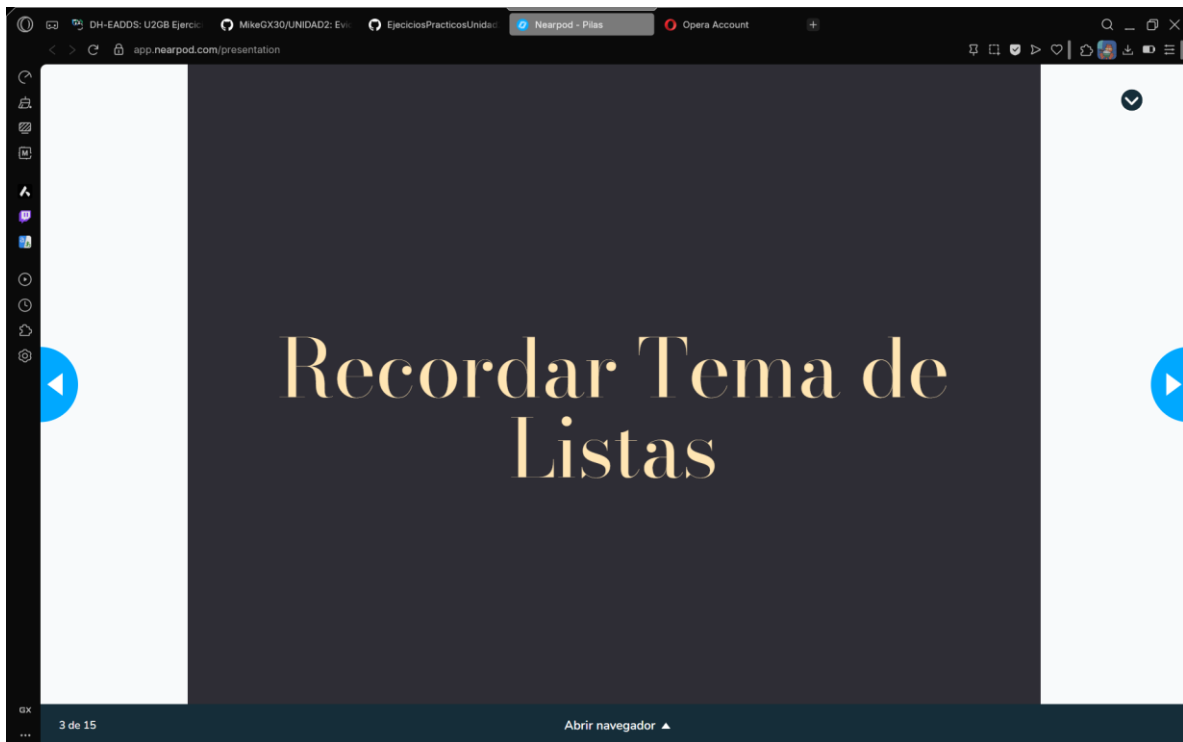 DH-EADDS: U2GB Ejercic
MikeGX30/UNIDAD2: Evi
EjeciciosPracticosUnidad
Nearpod - Pilas
Opera Account
app.nearpod.com/presentation
Recordar Tema de
Listas
GX
3 de 15
Abrir navegador